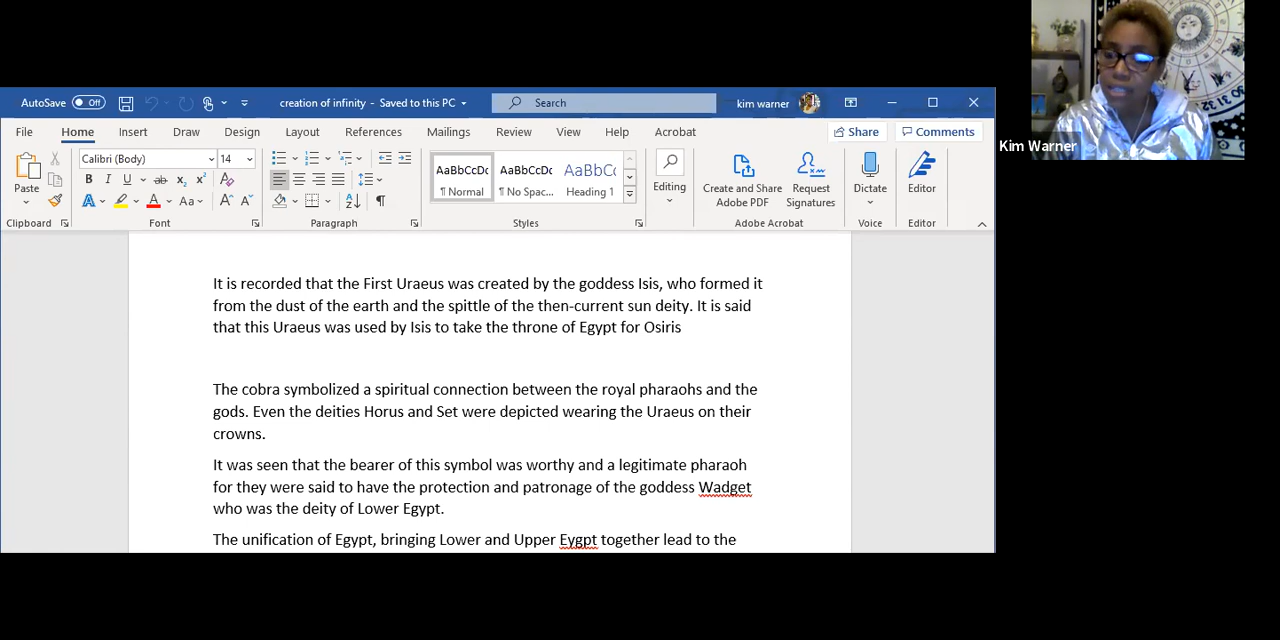 AutoSave Off creation of infinity - Saved to this PC Search kim warner
File Home Insert Draw Design Layout References Mailings Review View Help Acrobat Share Comments
Calibri (Body) 14 AaBbCcDc AaBbCcDc AaBbCc
Paste B I U ab x₂ x² A ¶ Normal ¶ No Spac... Heading 1 Editing Create and Share Adobe PDF Request Signatures Dictate Editor
A A Aa A A
Clipboard Font Paragraph Styles Adobe Acrobat Voice Editor
Kim Warner
It is recorded that the First Uraeus was created by the goddess Isis, who formed it
from the dust of the earth and the spittle of the then-current sun deity. It is said
that this Uraeus was used by Isis to take the throne of Egypt for Osiris
The cobra symbolized a spiritual connection between the royal pharaohs and the
gods. Even the deities Horus and Set were depicted wearing the Uraeus on their
crowns.
It was seen that the bearer of this symbol was worthy and a legitimate pharaoh
for they were said to have the protection and patronage of the goddess Wadget
who was the deity of Lower Egypt.
The unification of Egypt, bringing Lower and Upper Eygpt together lead to the